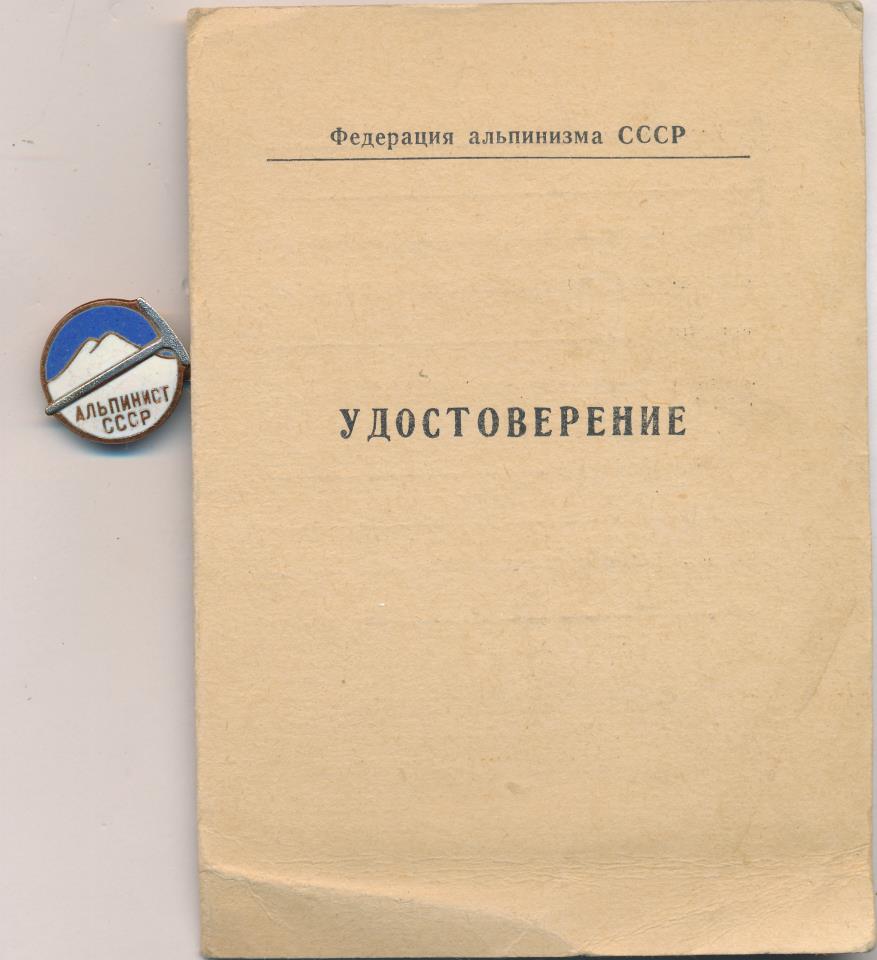 Федерация альпинизма СССР
УДОСТОВЕРЕНИЕ
АЛЬПИНИСТ
СССР